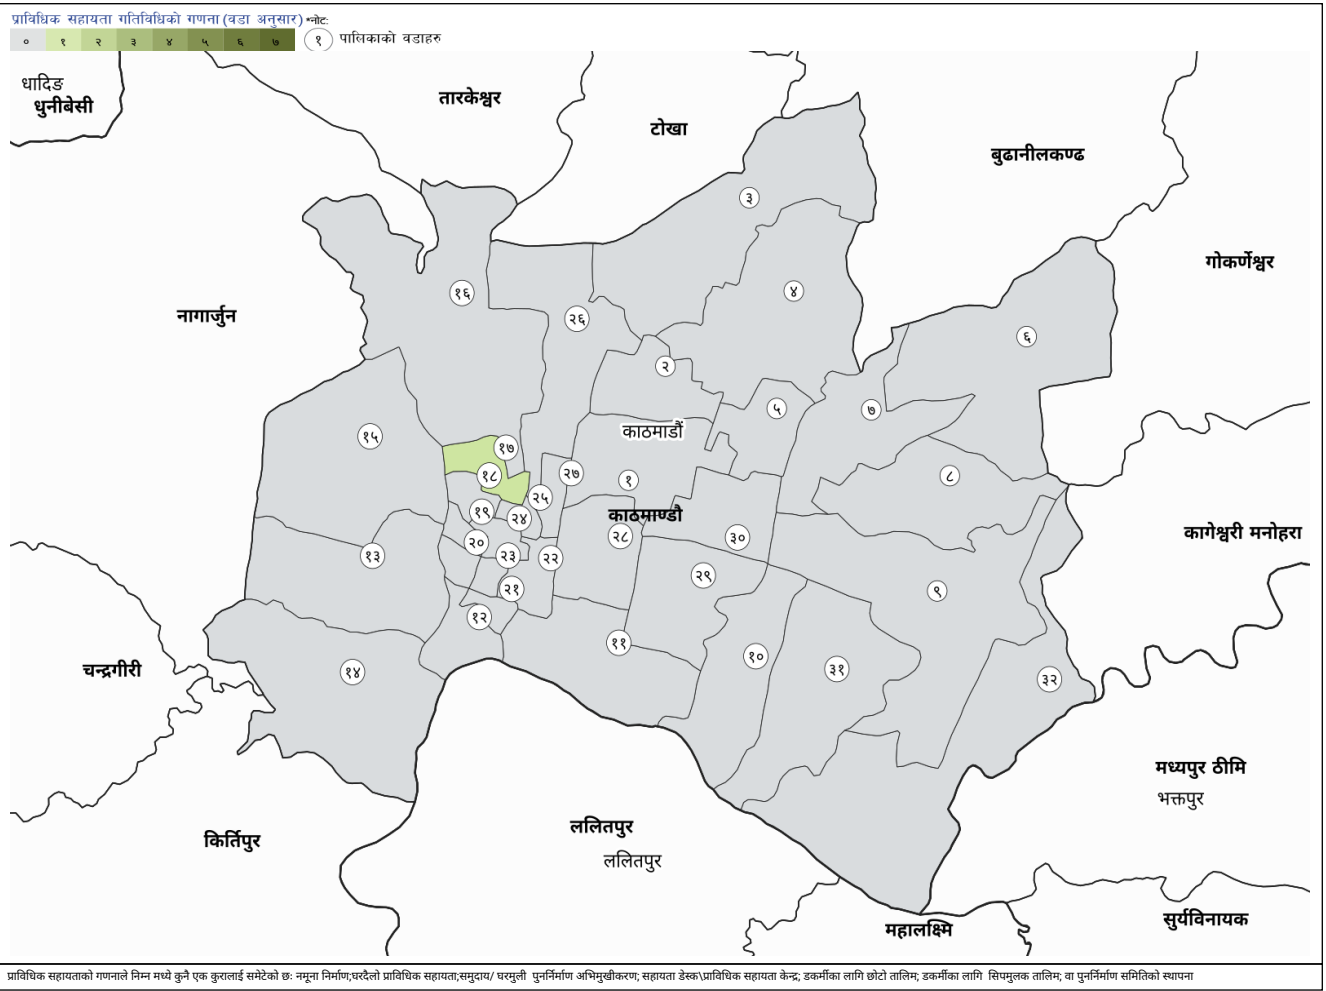 प्राविधिक सहायता गतिविधिको गणना (वडा अनुसार) *नोट:
० १ २ ३ ४ ५ ६ ७ १ पालिकाको वडाहरु
धादिङ
धुनीबेसी
तारकेश्वर
टोखा
बुढानीलकण्ठ
३
गोकर्णेश्वर
४
१६
नागार्जुन
२६
६
२
५
७
काठमाडौं
१५
१७
१८
२७
१
८
२५
१९
२४
काठमाण्डौ
कागेश्वरी मनोहरा
२०
२८
३०
१३
२३
२२
२९
२१
९
१२
११
१०
३१
१४
३२
चन्द्रागीरी
मध्यपुर ठीमि
भक्तपुर
किर्तिपुर
ललितपुर
ललितपुर
सुर्यविनायक
महालक्ष्मि
प्राविधिक सहायताको गणनाले निम्न मध्ये कुनै एक कुरालाई समेटेको छः नमूना निर्माण;घरदैलो प्राविधिक सहायता;समुदाय/ घरमुली पुनर्निर्माण अभिमुखीकरण; सहायता डेस्क\प्राविधिक सहायता केन्द्र; डकर्मीका लागि छोटो तालिम; डकर्मीका लागि सिपमुलक तालिम; वा पुनर्निर्माण समितिको स्थापना